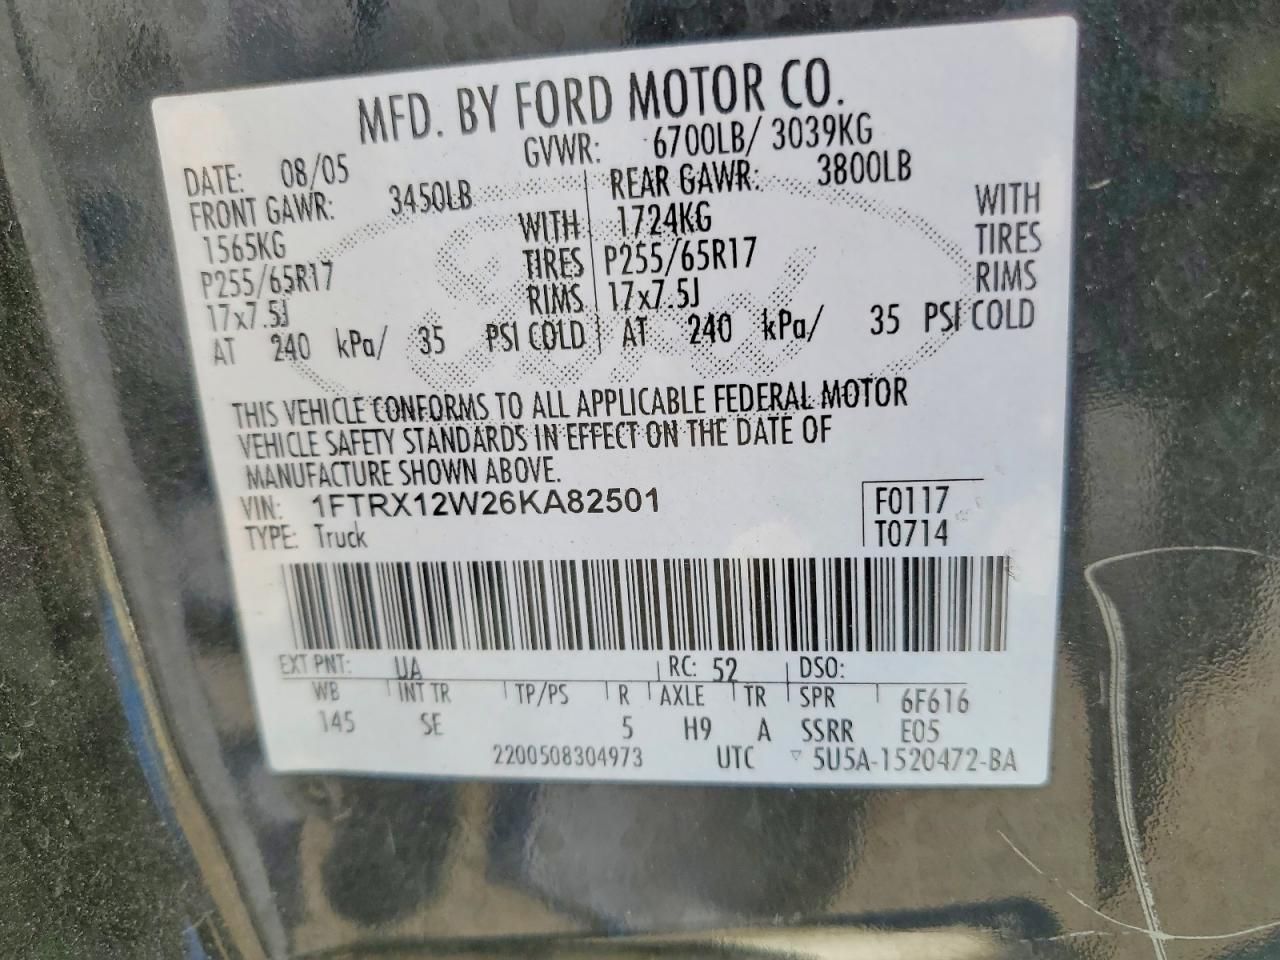 MFD. BY FORD MOTOR CO.
DATE: 08/05 GVWR: 6700LB/ 3039KG
FRONT GAWR: 3450LB REAR GAWR: 3800LB
1565KG WITH 1724KG WITH
P255/65R17 TIRES P255/65R17 TIRES
17x7.5J RIMS 17x7.5J RIMS
AT 240 kPa/ 35 PSI COLD AT 240 kPa/ 35 PSI COLD
THIS VEHICLE CONFORMS TO ALL APPLICABLE FEDERAL MOTOR
VEHICLE SAFETY STANDARDS IN EFFECT ON THE DATE OF
MANUFACTURE SHOWN ABOVE.
VIN: 1FTRX12W26KA82501 F0117
TYPE: Truck T0714
EXT PNT: UA RC: 52 DSO:
WB INT TR TP/PS R AXLE TR SPR 6F616
145 SE 5 H9 A SSRR E05
2200508304973 UTC ▽ 5U5A-1520472-BA